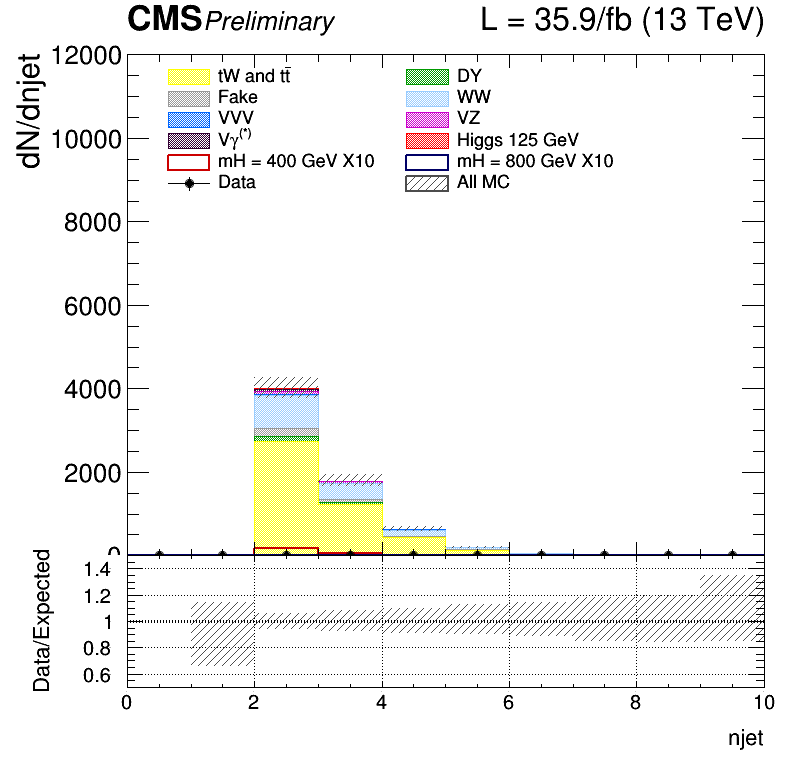 CMS Preliminary L = 35.9/fb (13 TeV)
dN/dnjet
12000
10000
8000
6000
4000
2000
0
tW and tt̄ DY
Fake WW
VVV VZ
Vγ(*) Higgs 125 GeV
mH = 400 GeV X10 mH = 800 GeV X10
Data All MC
Data/Expected
1.4
1.2
1
0.8
0.6
0 2 4 6 8 10
njet